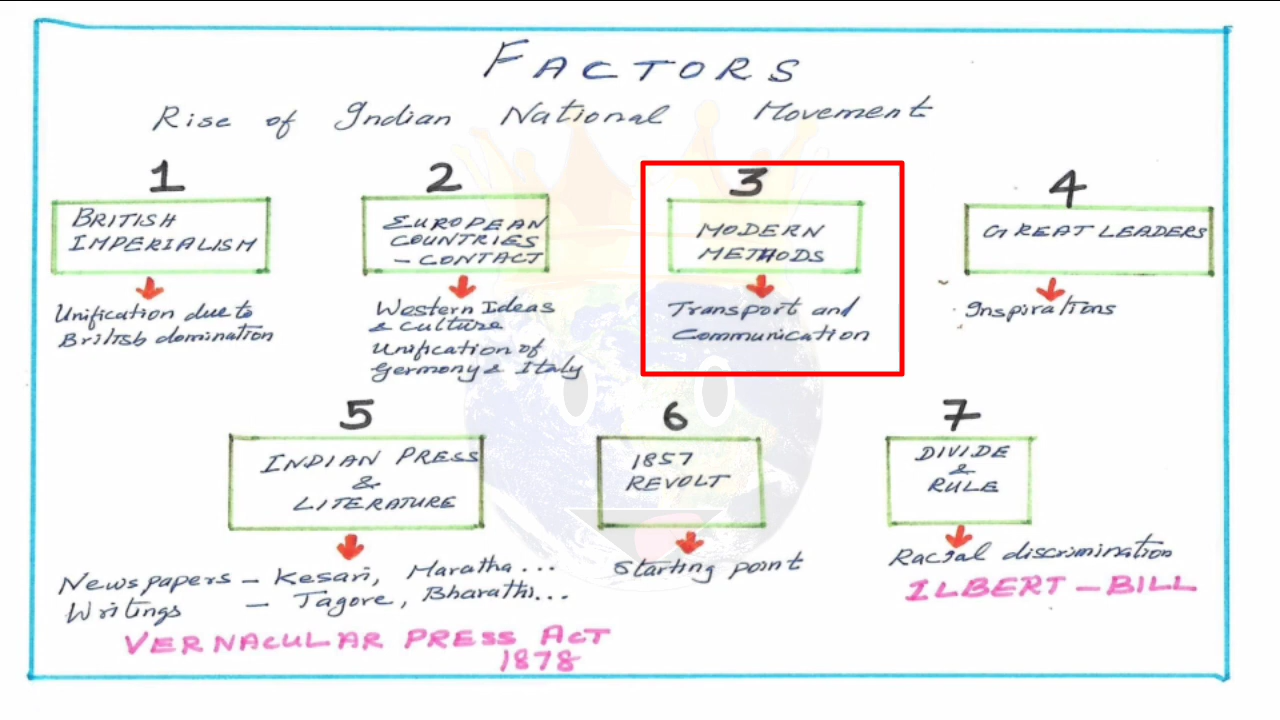 FACTORS
Rise of Indian National Movement
1
BRITISH
IMPERIALISM
Unification due to
British domination
2
EUROPEAN
COUNTRIES
- CONTACT
Western Ideas
& Culture
Unification of
Germony & Italy
3
MODERN
METHODS
Transport and
Communication
4
GREAT LEADERS
Inspirations
5
INDIAN PRESS
&
LITERATURE
Newspapers - Kesari, Maratha...
Writings - Tagore, Bharathi...
VERNACULAR PRESS ACT
1878
6
1857
REVOLT
Starting point
7
DIVIDE
&
RULE
Racial discrimination
ILBERT - BILL